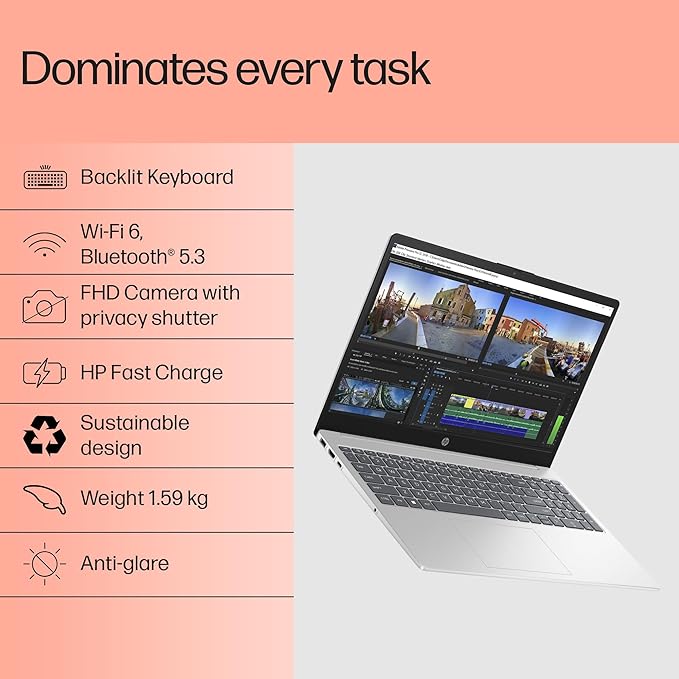 Dominates every task
Backlit Keyboard
Wi-Fi 6,
Bluetooth® 5.3
FHD Camera with
privacy shutter
HP Fast Charge
Sustainable
design
Weight 1.59 kg
Anti-glare
hp